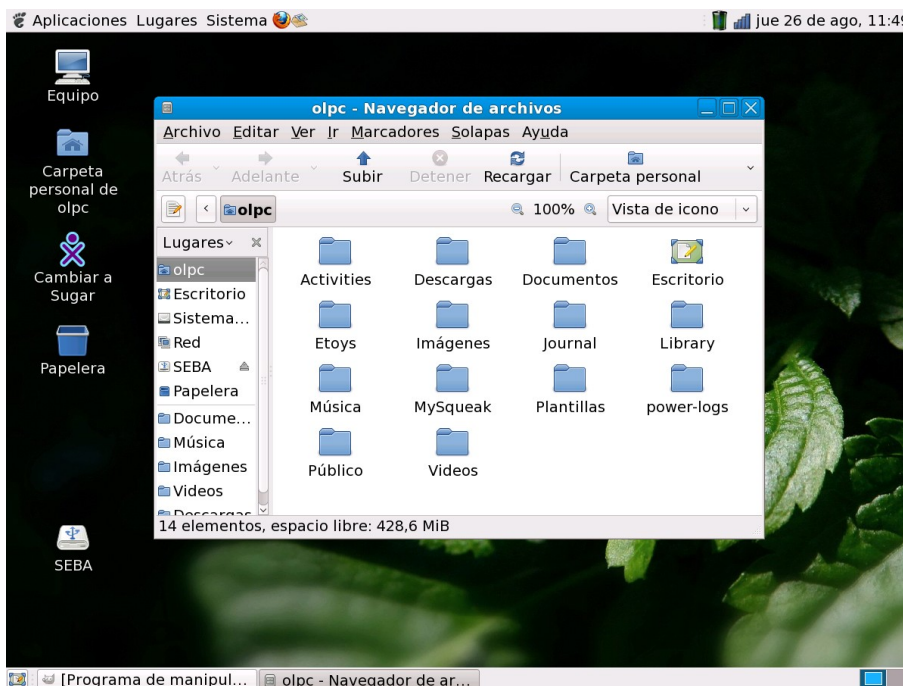 Aplicaciones Lugares Sistema jue 26 de ago, 11:49
Equipo
Carpeta
personal de
olpc
Cambiar a
Sugar
Papelera
SEBA
olpc - Navegador de archivos
Archivo Editar Ver Ir Marcadores Solapas Ayuda
Atrás Adelante Subir Detener Recargar Carpeta personal
olpc 100% Vista de icono
Lugares
olpc
Escritorio
Sistema...
Red
SEBA
Papelera
Docume...
Música
Imágenes
Videos
Descargas
Activities Descargas Documentos Escritorio
Etoys Imágenes Journal Library
Música MySqueak Plantillas power-logs
Público Videos
14 elementos, espacio libre: 428,6 MiB
[Programa de manipul... olpc - Navegador de ar...